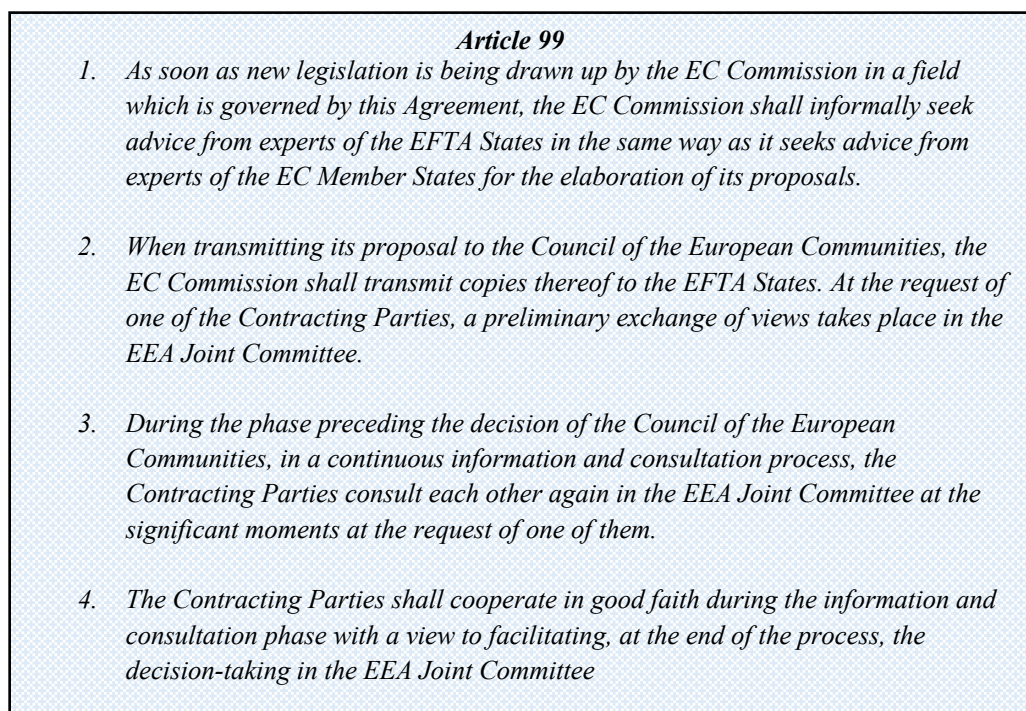 Article 99
1. As soon as new legislation is being drawn up by the EC Commission in a field
which is governed by this Agreement, the EC Commission shall informally seek
advice from experts of the EFTA States in the same way as it seeks advice from
experts of the EC Member States for the elaboration of its proposals.
2. When transmitting its proposal to the Council of the European Communities, the
EC Commission shall transmit copies thereof to the EFTA States. At the request of
one of the Contracting Parties, a preliminary exchange of views takes place in the
EEA Joint Committee.
3. During the phase preceding the decision of the Council of the European
Communities, in a continuous information and consultation process, the
Contracting Parties consult each other again in the EEA Joint Committee at the
significant moments at the request of one of them.
4. The Contracting Parties shall cooperate in good faith during the information and
consultation phase with a view to facilitating, at the end of the process, the
decision-taking in the EEA Joint Committee